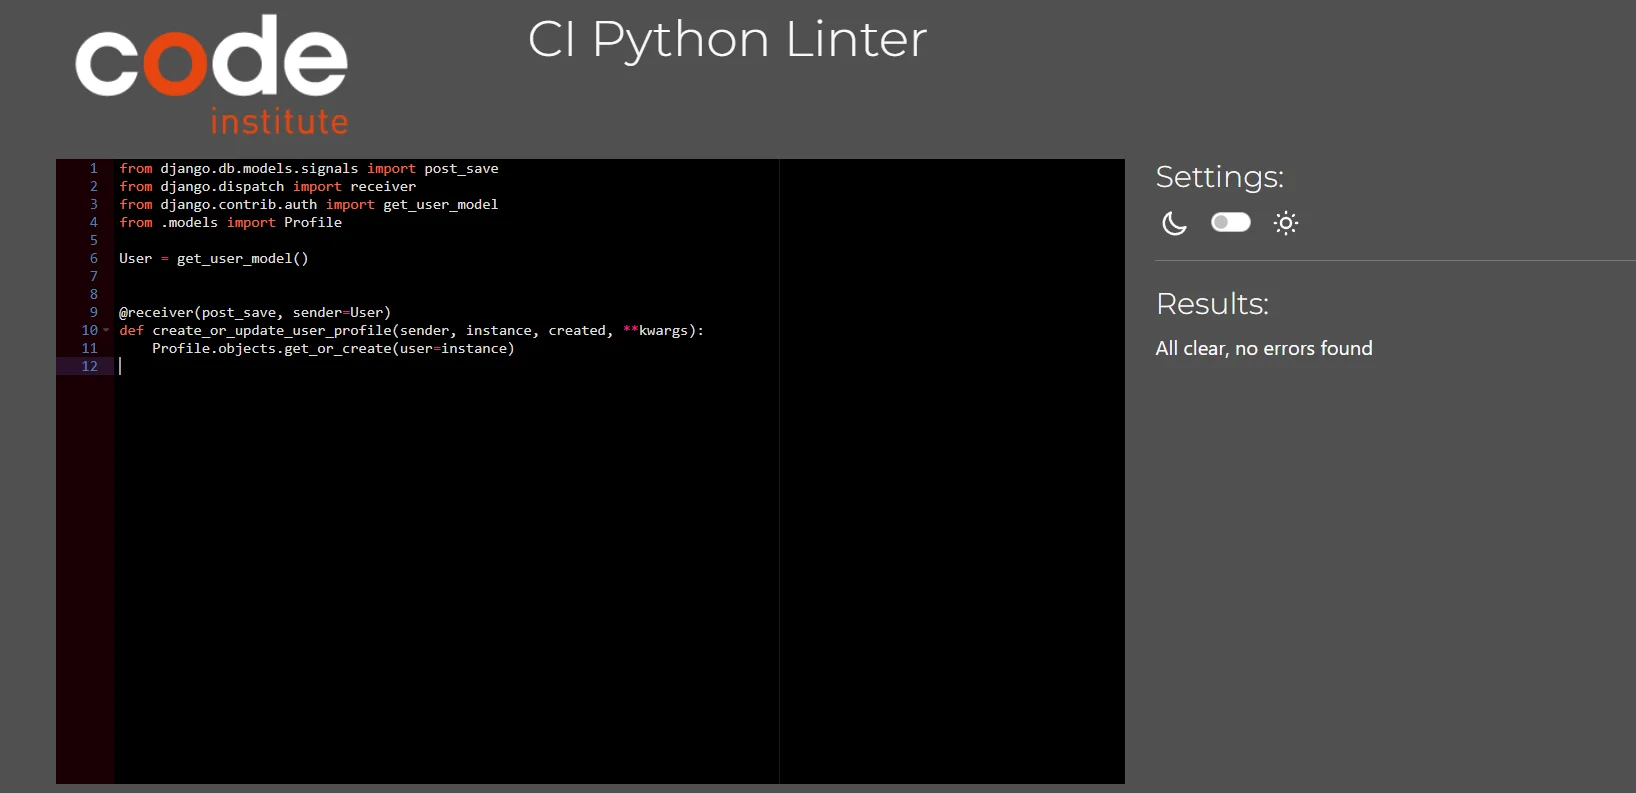 code
institute
CI Python Linter
1 from django.db.models.signals import post_save
2 from django.dispatch import receiver
3 from django.contrib.auth import get_user_model
4 from .models import Profile
5
6 User = get_user_model()
7
8
9 @receiver(post_save, sender=User)
10 def create_or_update_user_profile(sender, instance, created, **kwargs):
11     Profile.objects.get_or_create(user=instance)
12
Settings:
Results:
All clear, no errors found